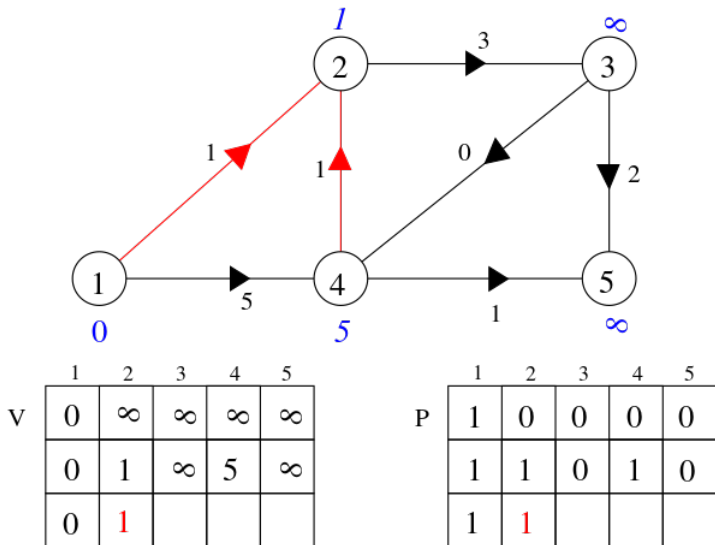 1 ∞
2 3 3
1 0 2
1
1 5 4 1 5
0 5 ∞
1 2 3 4 5 1 2 3 4 5
V 0 ∞ ∞ ∞ ∞ P 1 0 0 0 0
0 1 ∞ 5 ∞ 1 1 0 1 0
0 1 1 1